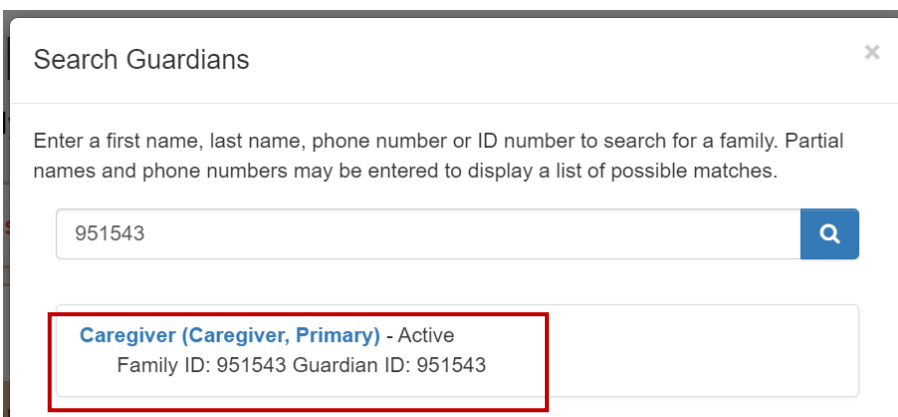 Search Guardians
×
Enter a first name, last name, phone number or ID number to search for a family. Partial
names and phone numbers may be entered to display a list of possible matches.
951543
Caregiver (Caregiver, Primary) - Active
Family ID: 951543 Guardian ID: 951543